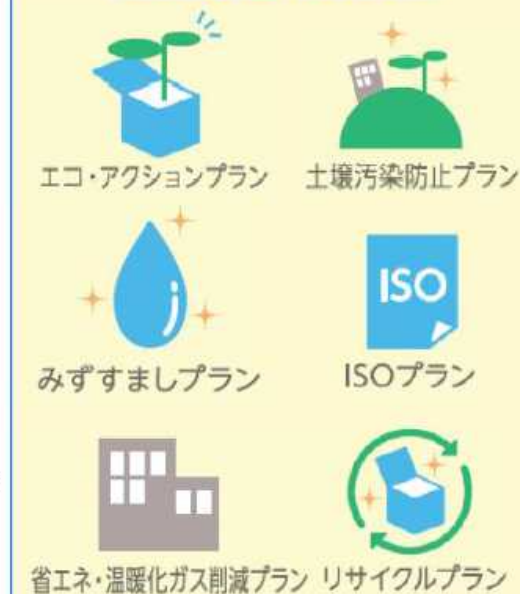 エコ・アクションプラン
土壌汚染防止プラン
みずすましプラン
ISO
ISOプラン
省エネ・温暖化ガス削減プラン
リサイクルプラン